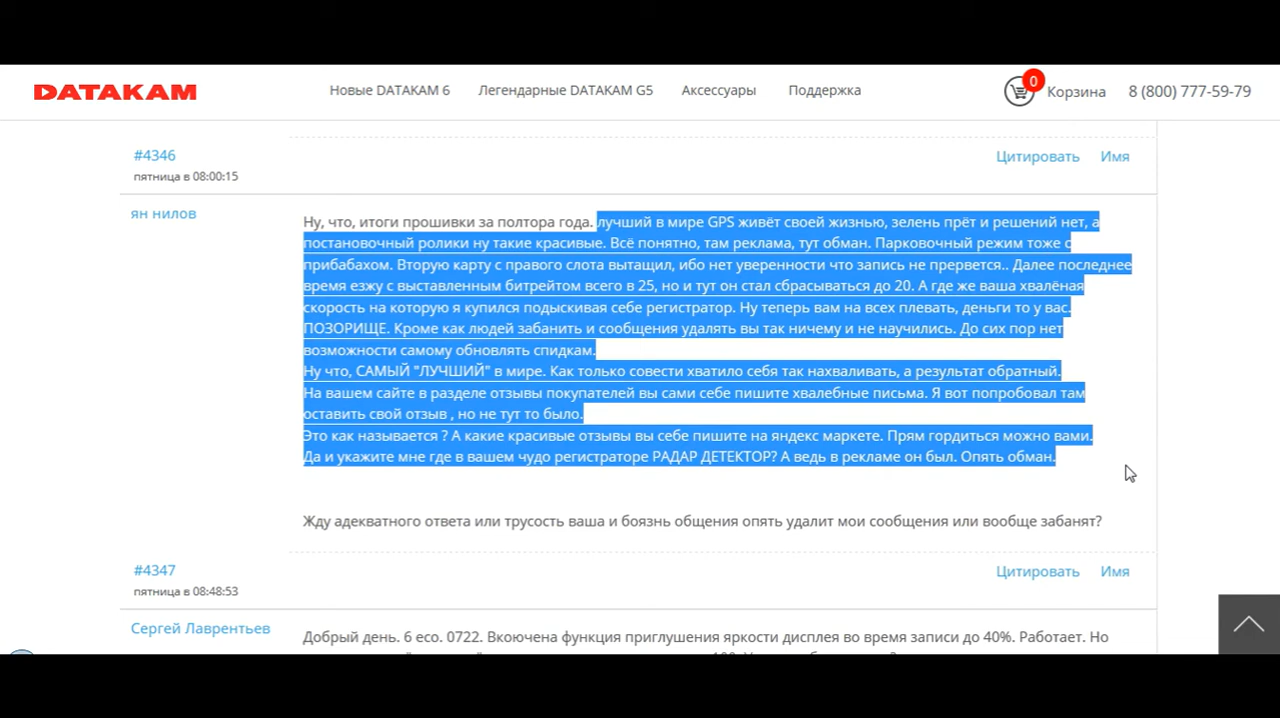 DATAKAM
Новые DATAKAM 6 Легендарные DATAKAM G5 Аксессуары Поддержка 0 Корзина 8 (800) 777-59-79
#4346 Цитировать Имя
пятница в 08:00:15
ян нилов
Ну, что, итоги прошивки за полтора года. лучший в мире GPS живёт своей жизнью, зелень прёт и решений нет, а
постановочный ролики ну такие красивые. Всё понятно, там реклама, тут обман. Парковочный режим тоже с
прибабахом. Вторую карту с правого слота вытащил, ибо нет уверенности что запись не прервется.. Далее последнее
время езжу с выставленным битрейтом всего в 25, но и тут он стал сбрасываться до 20. А где же ваша хвалёная
скорость на которую я купился подыскивая себе регистратор. Ну теперь вам на всех плевать, деньги то у вас.
ПОЗОРИЩЕ. Кроме как людей забанить и сообщения удалять вы так ничему и не научились. До сих пор нет
возможности самому обновлять спидкам.
Ну что, САМЫЙ "ЛУЧШИЙ" в мире. Как только совести хватило себя так нахваливать, а результат обратный.
На вашем сайте в разделе отзывы покупателей вы сами себе пишите хвалебные письма. Я вот попробовал там
оставить свой отзыв , но не тут то было.
Это как называется ? А какие красивые отзывы вы себе пишите на яндекс маркете. Прям гордиться можно вами.
Да и укажите мне где в вашем чудо регистраторе РАДАР ДЕТЕКТОР? А ведь в рекламе он был. Опять обман.
Жду адекватного ответа или трусость ваша и боязнь общения опять удалит мои сообщения или вообще забанят?
#4347 Цитировать Имя
пятница в 08:48:53
Сергей Лаврентьев
Добрый день. 6 eco. 0722. Вкоючена функция приглушения яркости дисплея во время записи до 40%. Работает. Но